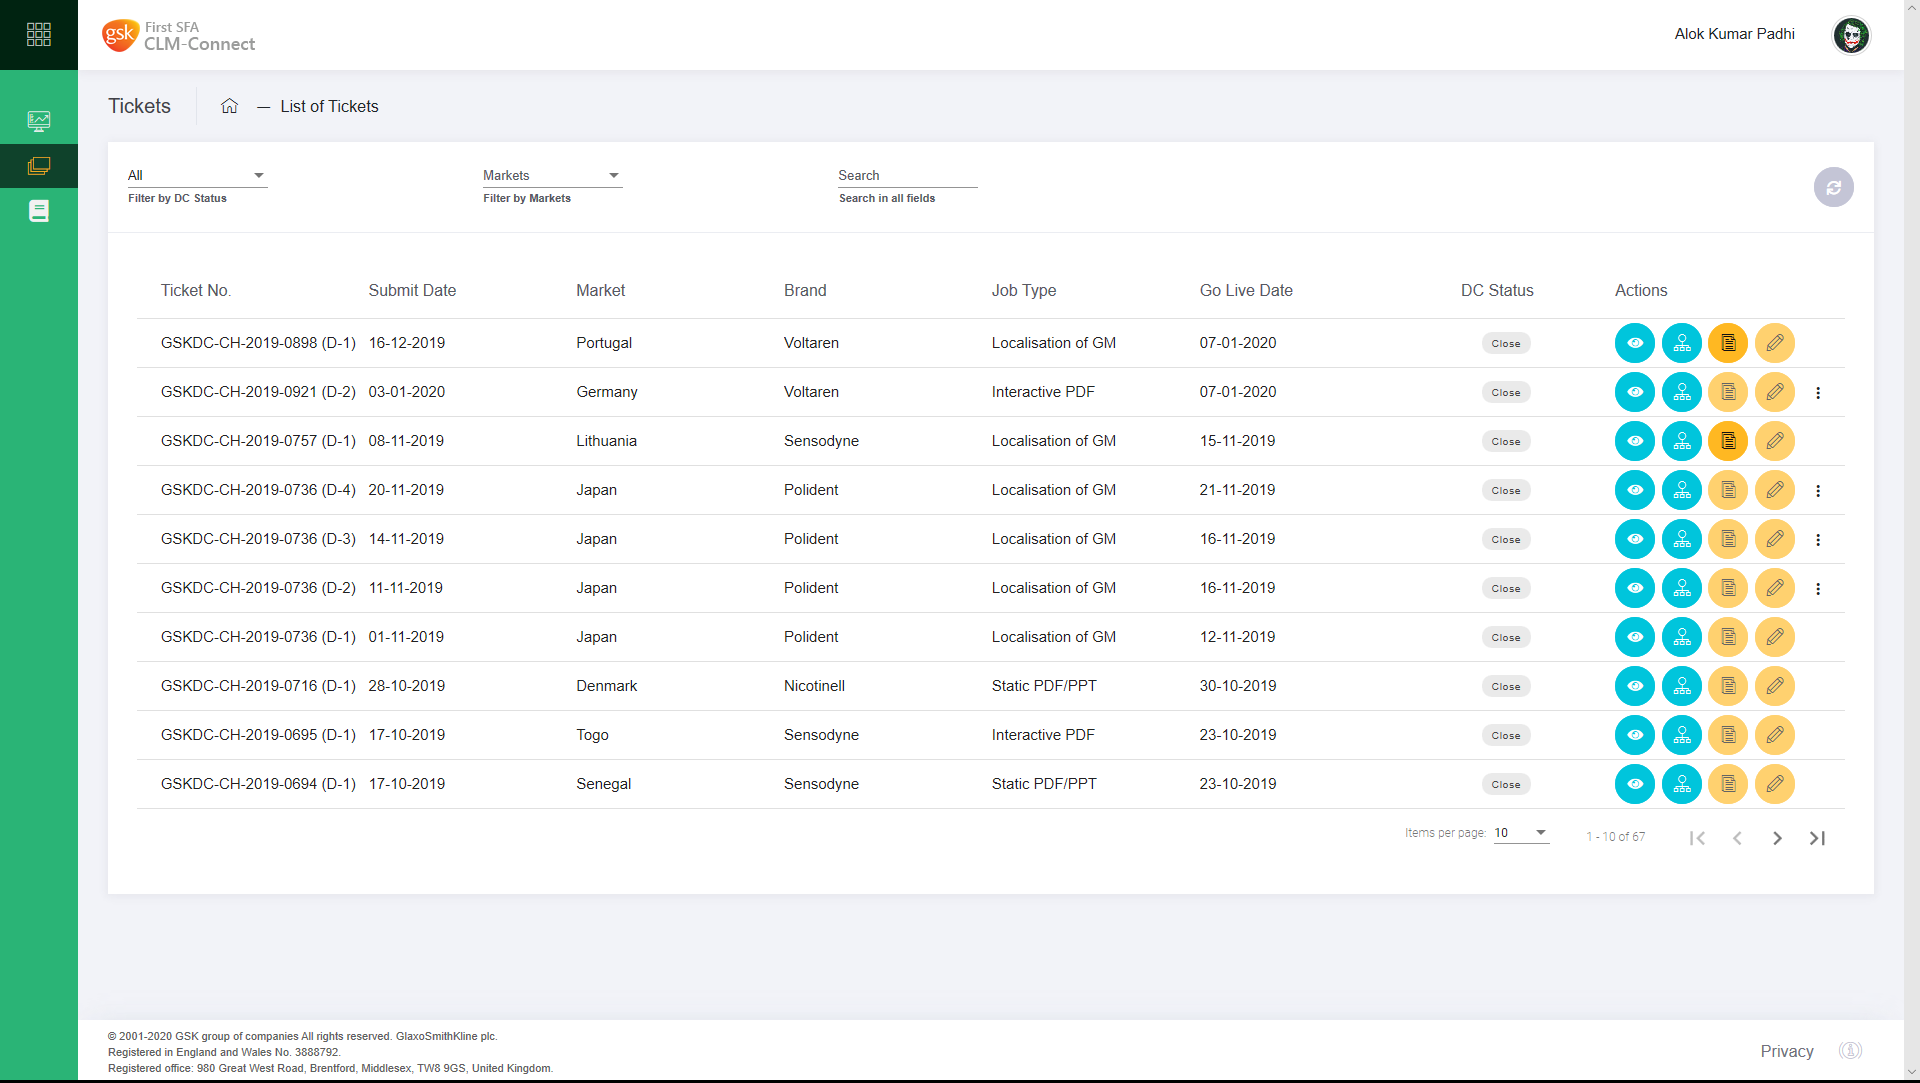 gsk
First SFA
CLM-Connect
Alok Kumar Padhi
Tickets — List of Tickets
All Markets Search
Filter by DC Status Filter by Markets Search in all fields
Ticket No. Submit Date Market Brand Job Type Go Live Date DC Status Actions
GSKDC-CH-2019-0898 (D-1) 16-12-2019 Portugal Voltaren Localisation of GM 07-01-2020 Close
GSKDC-CH-2019-0921 (D-2) 03-01-2020 Germany Voltaren Interactive PDF 07-01-2020 Close
GSKDC-CH-2019-0757 (D-1) 08-11-2019 Lithuania Sensodyne Localisation of GM 15-11-2019 Close
GSKDC-CH-2019-0736 (D-4) 20-11-2019 Japan Polident Localisation of GM 21-11-2019 Close
GSKDC-CH-2019-0736 (D-3) 14-11-2019 Japan Polident Localisation of GM 16-11-2019 Close
GSKDC-CH-2019-0736 (D-2) 11-11-2019 Japan Polident Localisation of GM 16-11-2019 Close
GSKDC-CH-2019-0736 (D-1) 01-11-2019 Japan Polident Localisation of GM 12-11-2019 Close
GSKDC-CH-2019-0716 (D-1) 28-10-2019 Denmark Nicotinell Static PDF/PPT 30-10-2019 Close
GSKDC-CH-2019-0695 (D-1) 17-10-2019 Togo Sensodyne Interactive PDF 23-10-2019 Close
GSKDC-CH-2019-0694 (D-1) 17-10-2019 Senegal Sensodyne Static PDF/PPT 23-10-2019 Close
Items per page: 10 1 - 10 of 67
© 2001-2020 GSK group of companies All rights reserved. GlaxoSmithKline plc.
Registered in England and Wales No. 3888792.
Registered office: 980 Great West Road, Brentford, Middlesex, TW8 9GS, United Kingdom.
Privacy